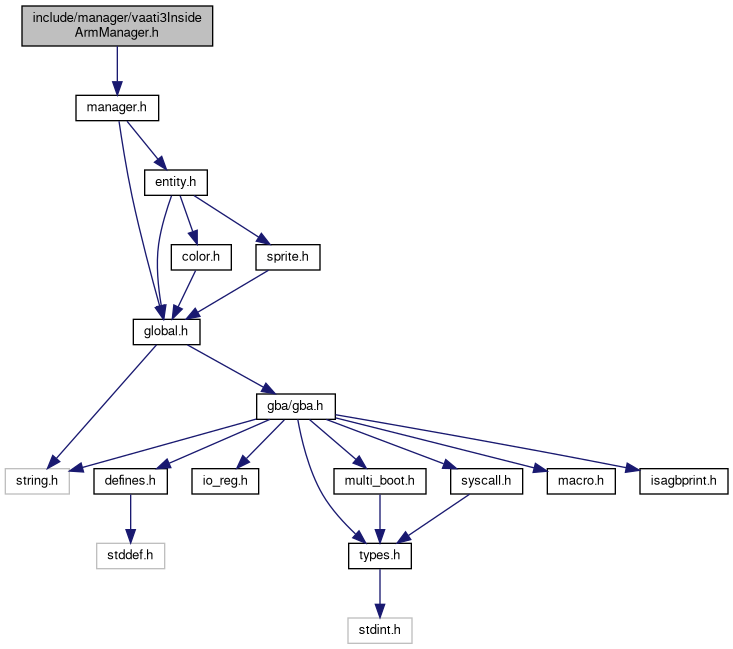 include/manager/vaati3Inside
ArmManager.h
manager.h
entity.h
color.h
sprite.h
global.h
gba/gba.h
string.h
defines.h
io_reg.h
multi_boot.h
syscall.h
macro.h
isagbprint.h
stddef.h
types.h
stdint.h